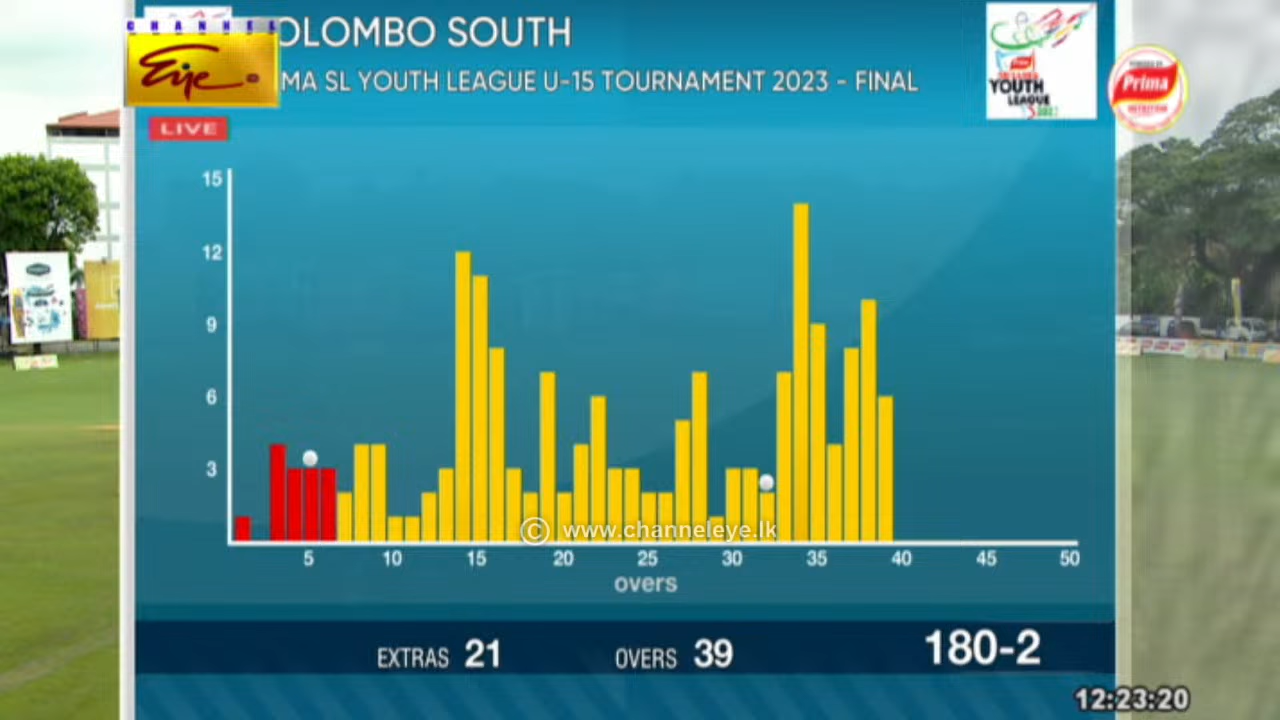 CHANNEL
Eye
OLOMBO SOUTH
MA SL YOUTH LEAGUE U-15 TOURNAMENT 2023 - FINAL
LIVE
YOUTH
LEAGUE
Prima
15
12
9
6
3
5 10 15 20 25 30 35 40 45 50
overs
© www.channeleye.lk
EXTRAS 21 OVERS 39 180-2
12:23:20